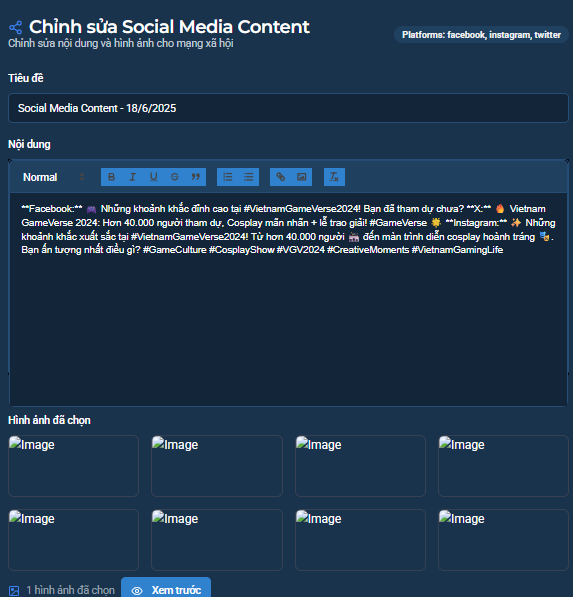 Chỉnh sửa Social Media Content
Chỉnh sửa nội dung và hình ảnh cho mạng xã hội
Platforms: facebook, instagram, twitter
Tiêu đề
Social Media Content - 18/6/2025
Nội dung
Normal
**Facebook:** 🎮 Những khoảnh khắc đỉnh cao tại #VietnamGameVerse2024! Bạn đã tham dự chưa? **X:** 🔥 Vietnam
GameVerse 2024: Hơn 40.000 người tham dự, Cosplay mãn nhãn + lễ trao giải! #GameVerse 🌟 **Instagram:** ✨ Những
khoảnh khắc xuất sắc tại #VietnamGameVerse2024! Từ hơn 40.000 người 🎮 đến màn trình diễn cosplay hoành tráng 🎭.
Bạn ấn tượng nhất điều gì? #GameCulture #CosplayShow #VGV2024 #CreativeMoments #VietnamGamingLife
Hình ảnh đã chọn
Image Image Image Image
Image Image Image Image
1 hình ảnh đã chọn Xem trước